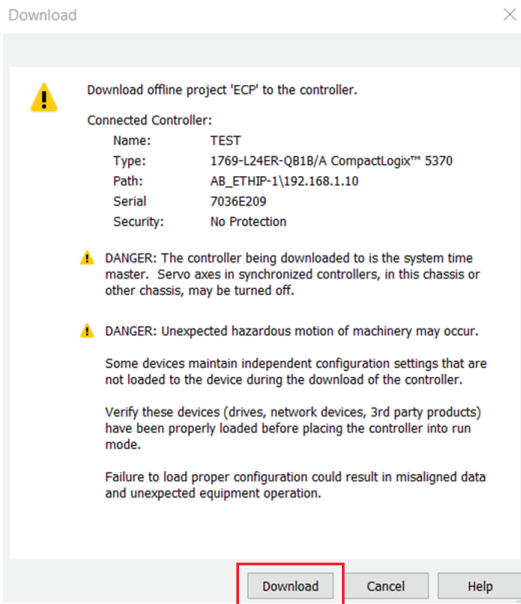 Download
Download offline project 'ECP' to the controller.
Connected Controller:
Name: TEST
Type: 1769-L24ER-QB1B/A CompactLogix™ 5370
Path: AB_ETHIP-1\192.168.1.10
Serial 7036E209
Security: No Protection
DANGER: The controller being downloaded to is the system time
master. Servo axes in synchronized controllers, in this chassis or
other chassis, may be turned off.
DANGER: Unexpected hazardous motion of machinery may occur.
Some devices maintain independent configuration settings that are
not loaded to the device during the download of the controller.
Verify these devices (drives, network devices, 3rd party products)
have been properly loaded before placing the controller into run
mode.
Failure to load proper configuration could result in misaligned data
and unexpected equipment operation.
Download Cancel Help